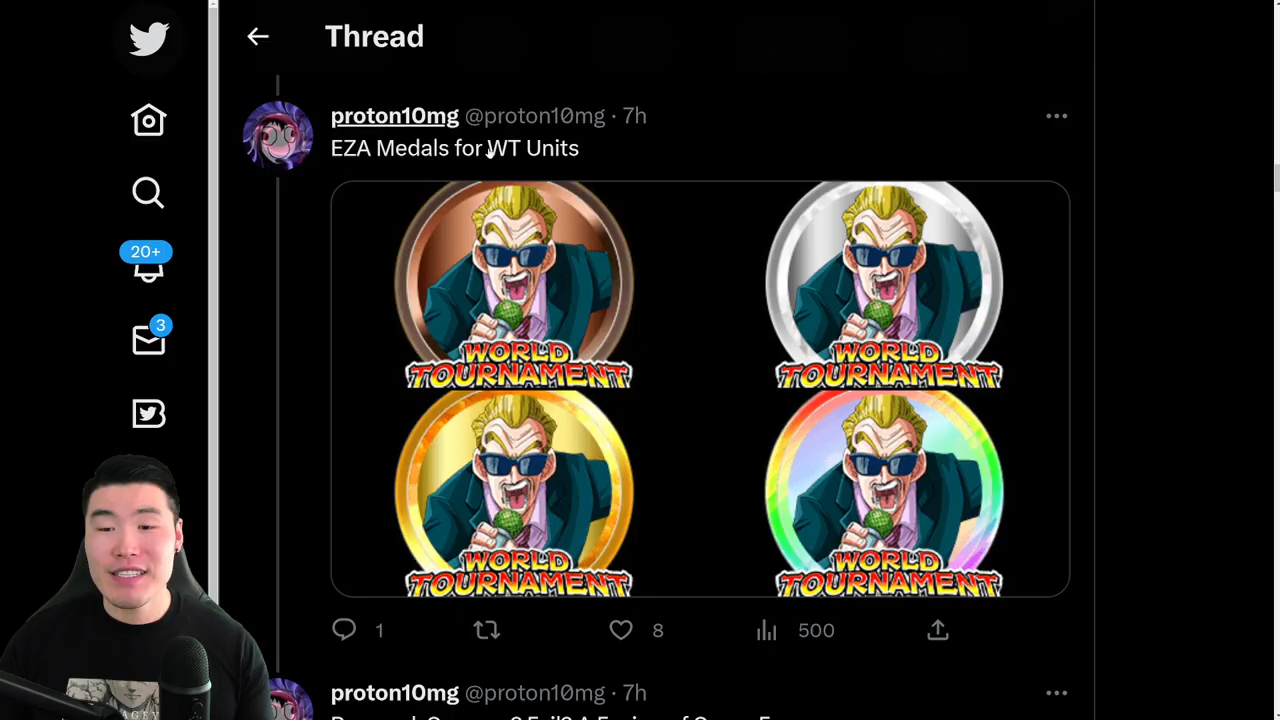 Thread
proton10mg @proton10mg · 7h
EZA Medals for WT Units
WORLD TOURNAMENT
WORLD TOURNAMENT
WORLD TOURNAMENT
WORLD TOURNAMENT
20+
3
1
8
500
proton10mg @proton10mg · 7h